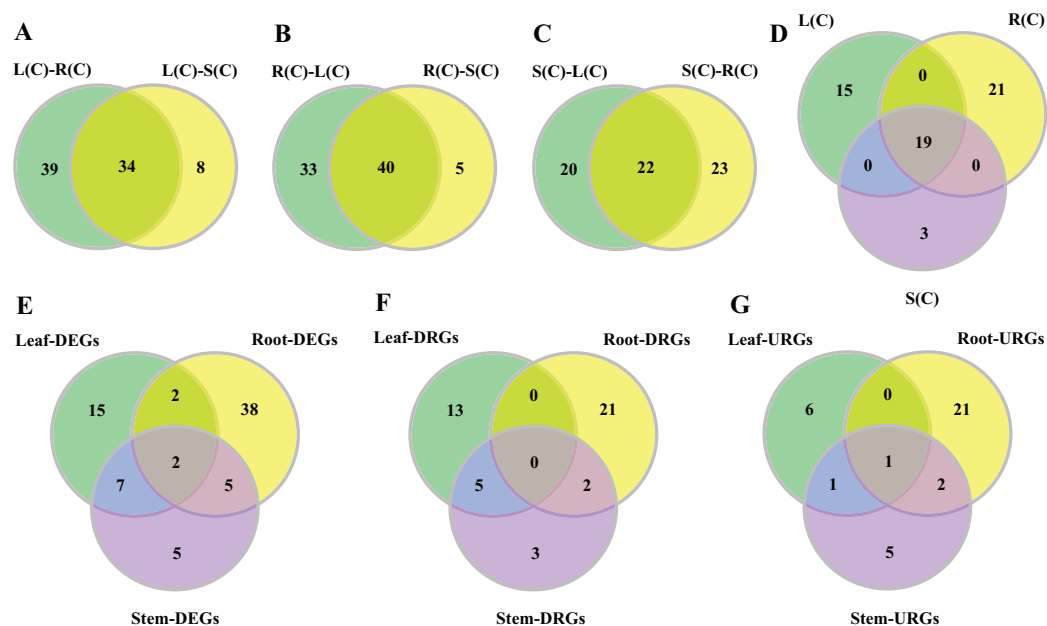 A
L(C)-R(C) L(C)-S(C)
39 34 8
B
R(C)-L(C) R(C)-S(C)
33 40 5
C
S(C)-L(C) S(C)-R(C)
20 22 23
D
L(C) R(C)
15 0 21
19
0 0
3
S(C)
E
Leaf-DEGs Root-DEGs
15 2 38
2
7 5
5
Stem-DEGs
F
Leaf-DRGs Root-DRGs
13 0 21
0
5 2
3
Stem-DRGs
G
Leaf-URGs Root-URGs
6 0 21
1
1 2
5
Stem-URGs